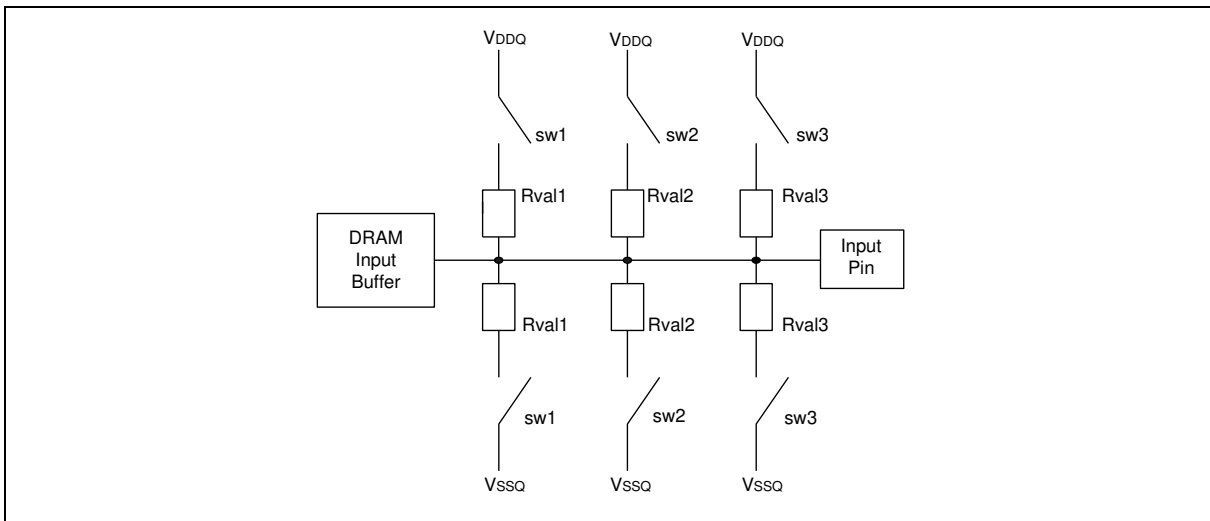 VDDQ VDDQ VDDQ
sw1 sw2 sw3
Rval1 Rval2 Rval3
DRAM
Input
Buffer
Input
Pin
Rval1 Rval2 Rval3
sw1 sw2 sw3
VSSQ VSSQ VSSQ